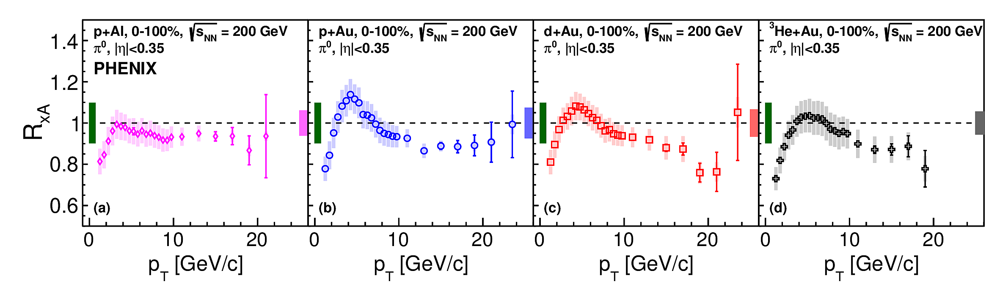 p+Al, 0-100%, √sNN = 200 GeV
π0, |η|<0.35
PHENIX
(a)
p+Au, 0-100%, √sNN = 200 GeV
π0, |η|<0.35
(b)
d+Au, 0-100%, √sNN = 200 GeV
π0, |η|<0.35
(c)
3He+Au, 0-100%, √sNN = 200 GeV
π0, |η|<0.35
(d)
RxA
1.4
1.2
1
0.8
0.6
0 10 20 0 10 20 0 10 20 0 10 20
pT [GeV/c] pT [GeV/c] pT [GeV/c] pT [GeV/c]